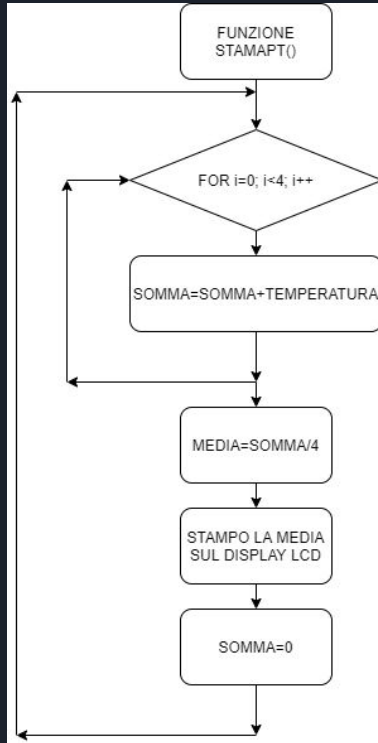 FUNZIONE
STAMAPT()
FOR i=0; i<4; i++
SOMMA=SOMMA+TEMPERATURA
MEDIA=SOMMA/4
STAMPO LA MEDIA
SUL DISPLAY LCD
SOMMA=0